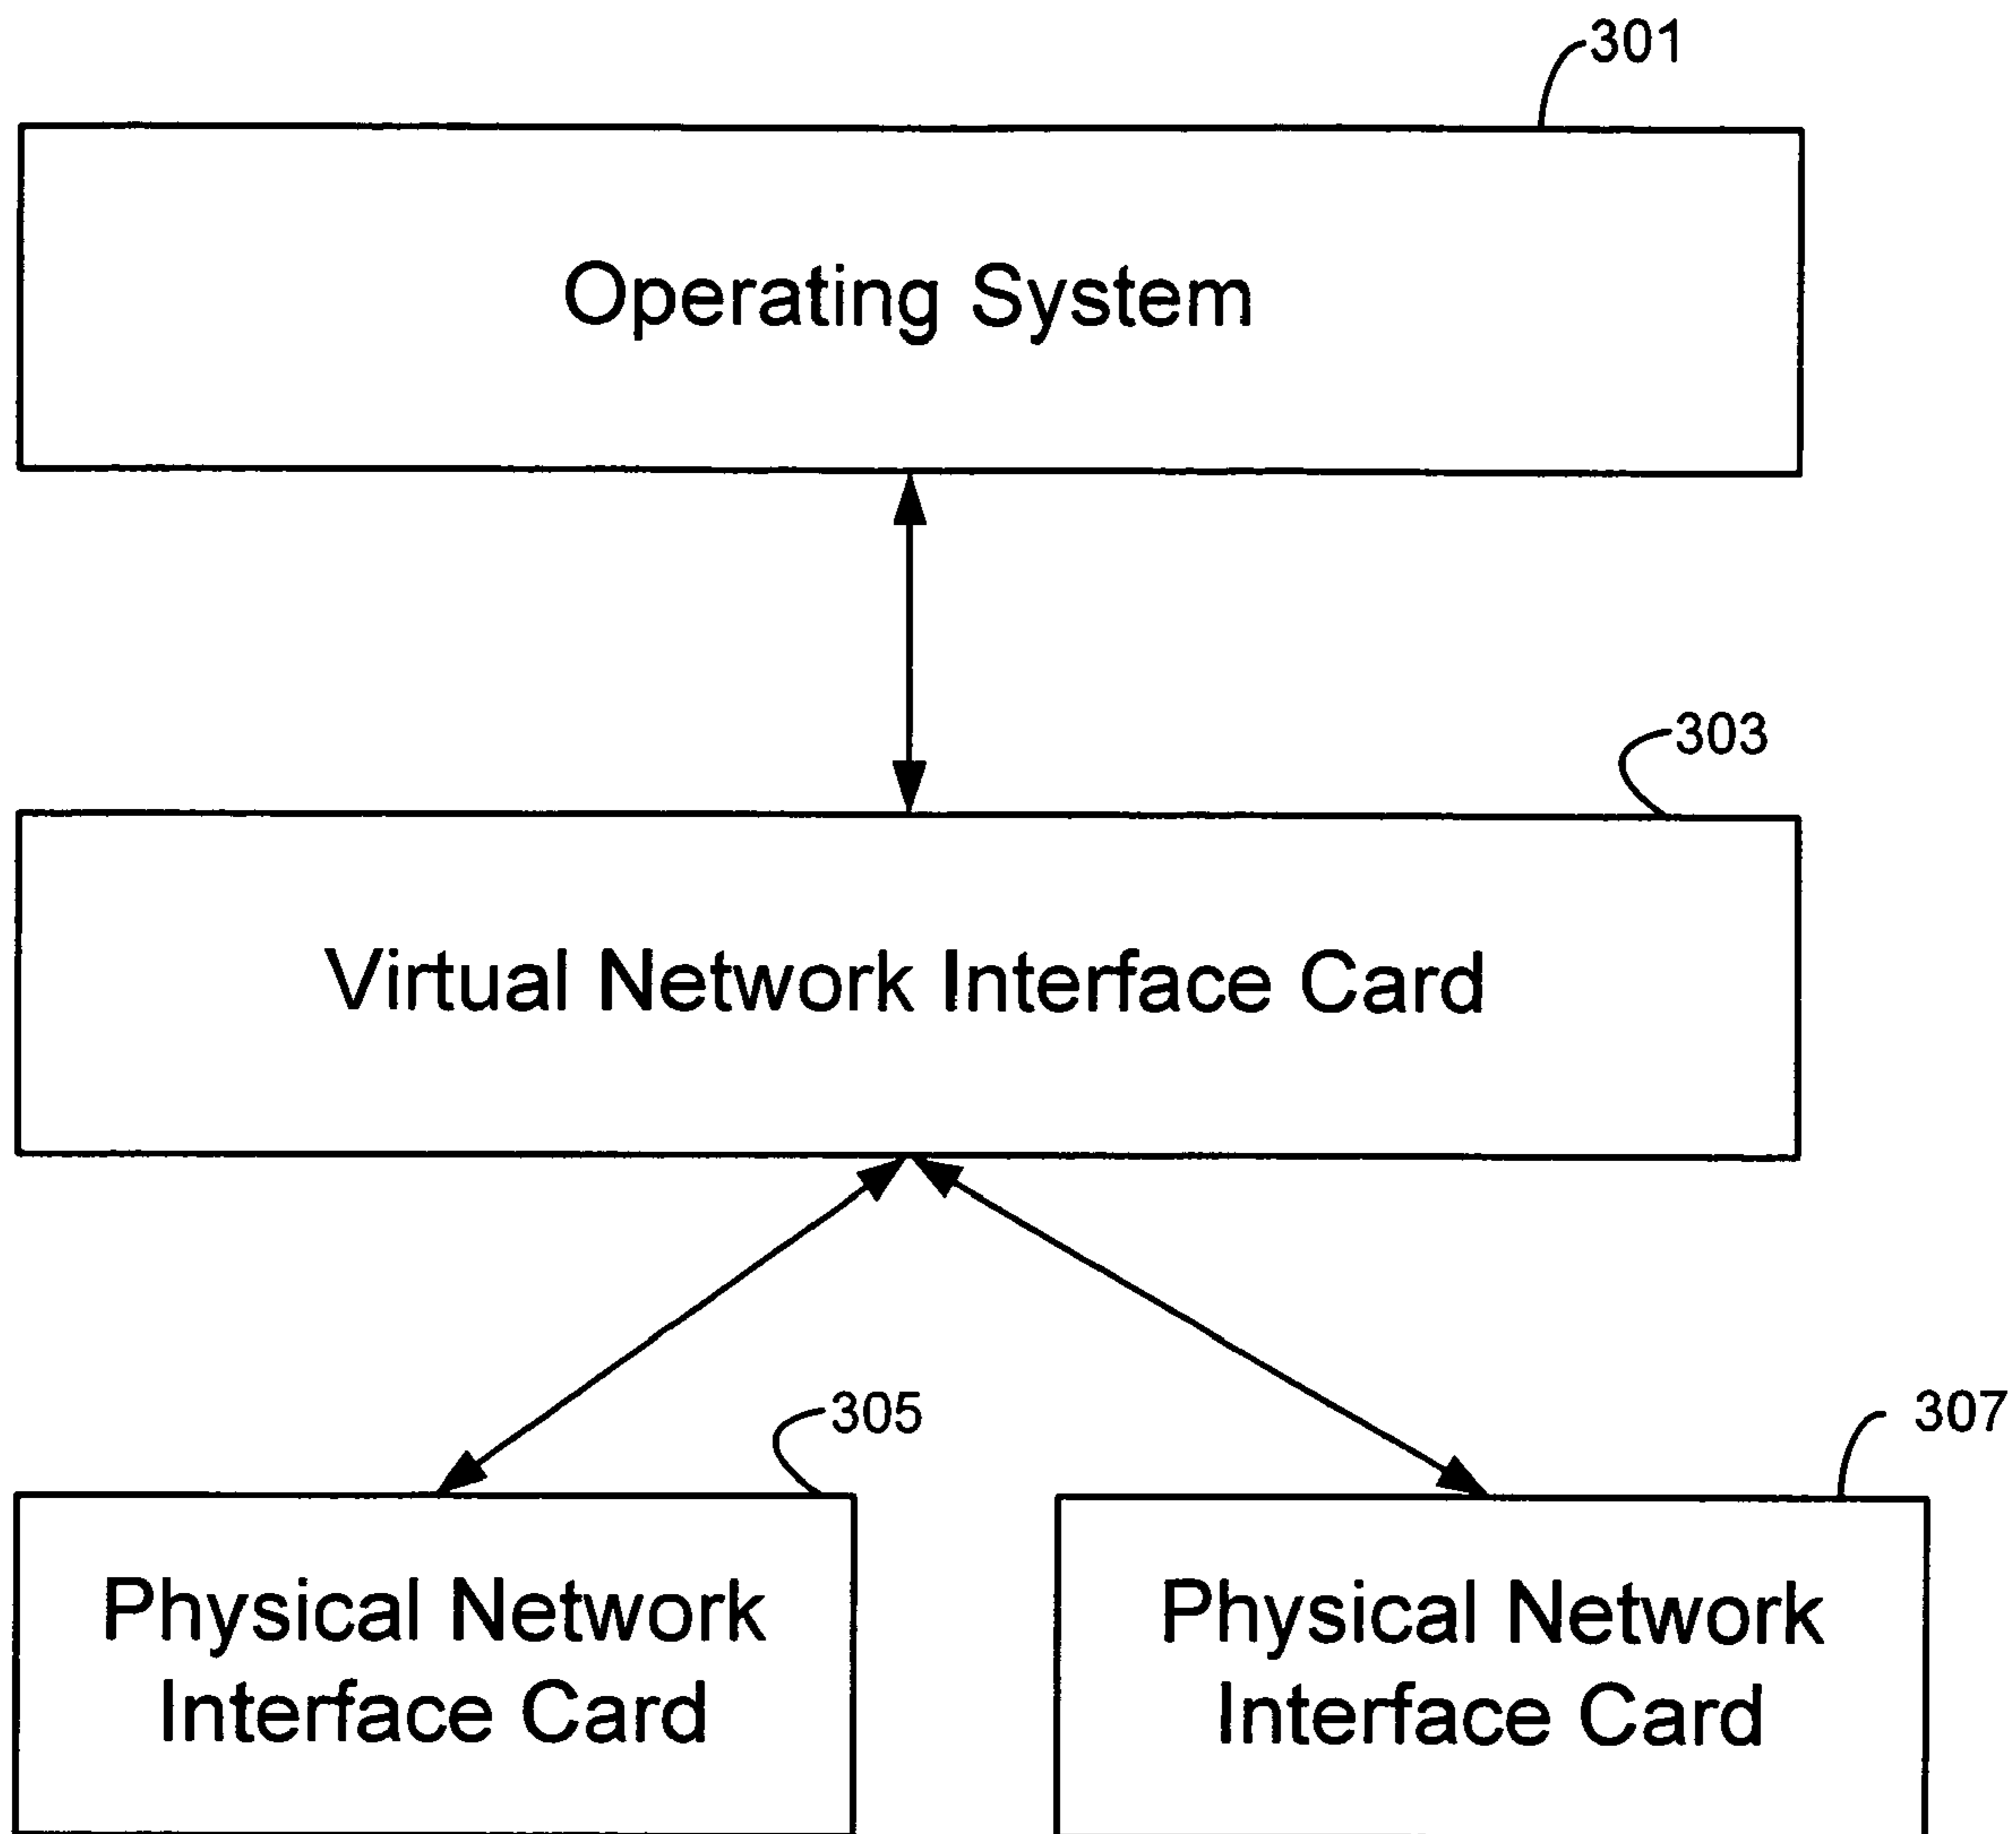 301
Operating System
303
Virtual Network Interface Card
305
307
Physical Network
Interface Card
Physical Network
Interface Card